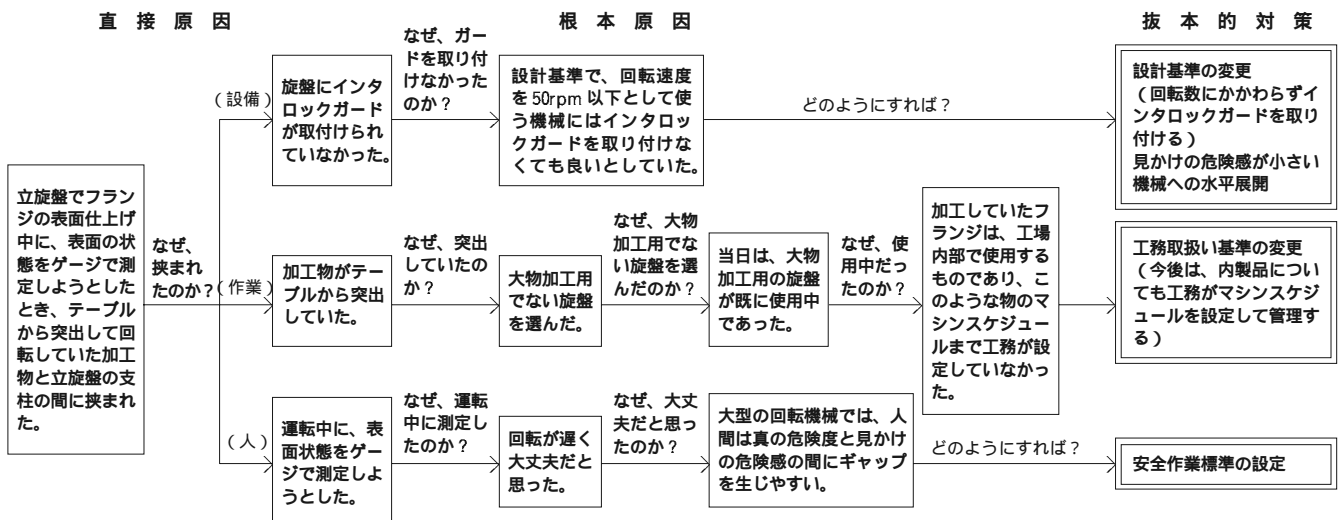 直接原因
根本原因
抜本的対策
立旋盤でフラン
ジの表面仕上げ
中に、表面の状
態をゲージで測
定しようとした
とき、テーブル
から突出して回
転していた加工
物と立旋盤の支
柱の間に挟まれ
た。
なぜ、
挟まれ
たのか?
(設備)
旋盤にインタ
ロックガード
が取付けられ
ていなかった。
なぜ、ガー
ドを取り付
けなかった
のか?
設計基準で、回転速度
を50rpm以下として使
う機械にはインタロッ
クガードを取り付けな
くても良いとしていた。
どのようにすれば?
設計基準の変更
(回転数にかかわらずイ
ンタロックガードを取り
付ける)
見かけの危険感が小さい
機械への水平展開
(作業)
加工物がテー
ブルから突出
していた。
なぜ、突出
していたの
か?
大物加工用
でない旋盤
を選んだ。
なぜ、大物
加工用でな
い旋盤を選
んだのか?
当日は、大物
加工用の旋盤
が既に使用中
であった。
なぜ、使
用中だっ
たのか?
加工していたフ
ランジは、工場
内部で使用する
ものであり、こ
のような物のマ
シンスケジュー
ルまで工務が設
定していなかっ
た。
工務取扱い基準の変更
(今後は、内製品につい
ても工務がマシンスケジ
ュールを設定して管理す
る)
(人)
運転中に、表
面状態をゲー
ジで測定しよ
うとした。
なぜ、運転
中に測定し
たのか?
回転が遅く
大丈夫だと
思った。
なぜ、大丈
夫だと思っ
たのか?
大型の回転機械では、人
間は真の危険度と見かけ
の危険感の間にギャップ
を生じやすい。
どのようにすれば?
安全作業標準の設定